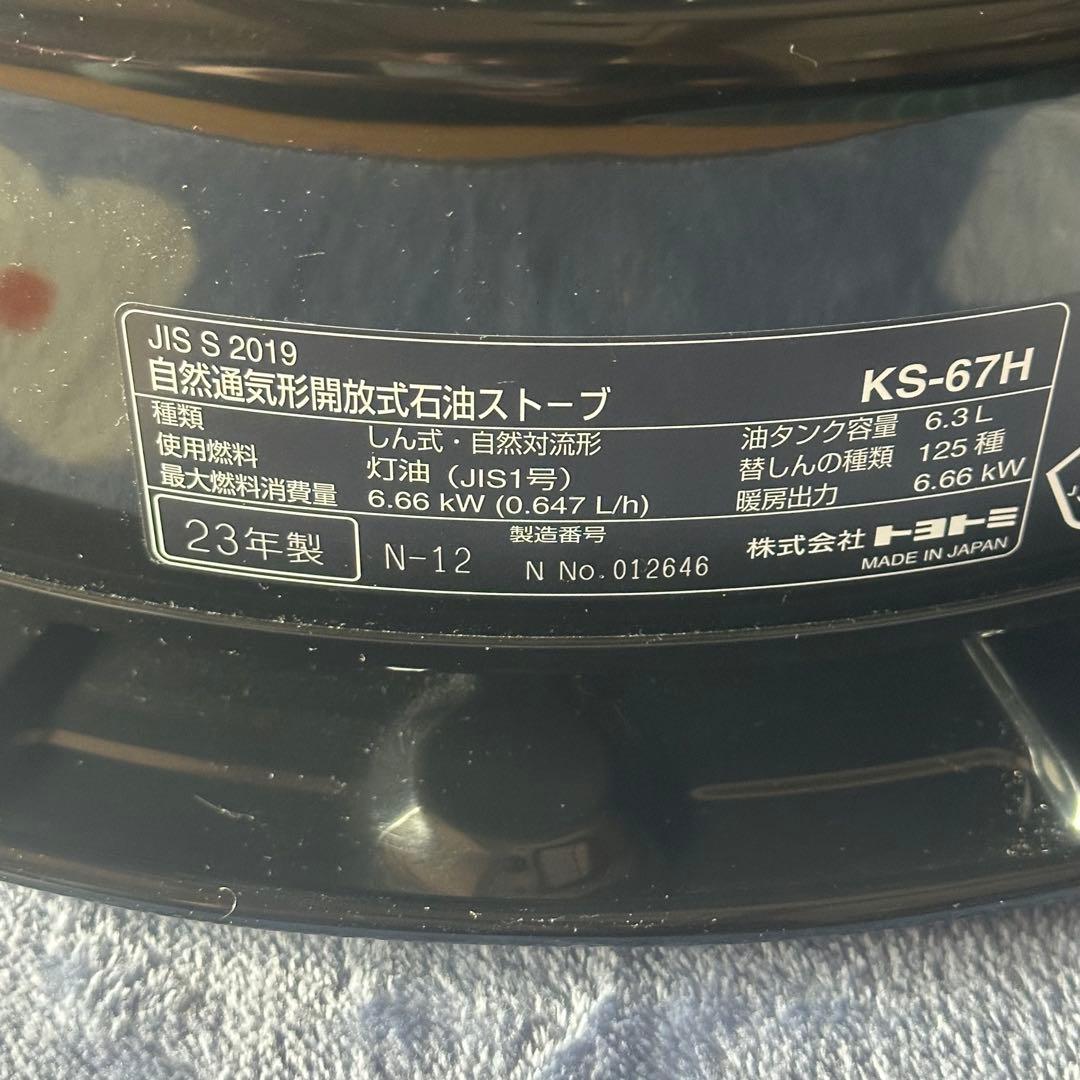 JIS S 2019
自然通気形開放式石油ストーブ KS-67H
種類 しん式・自然対流形 油タンク容量 6.3 L
使用燃料 灯油（JIS1号） 替しんの種類 125 種
最大燃料消費量 6.66 kW (0.647 L/h) 暖房出力 6.66 kW
23年製 N-12 製造番号 株式会社 トヨトミ
N No. 012646 MADE IN JAPAN